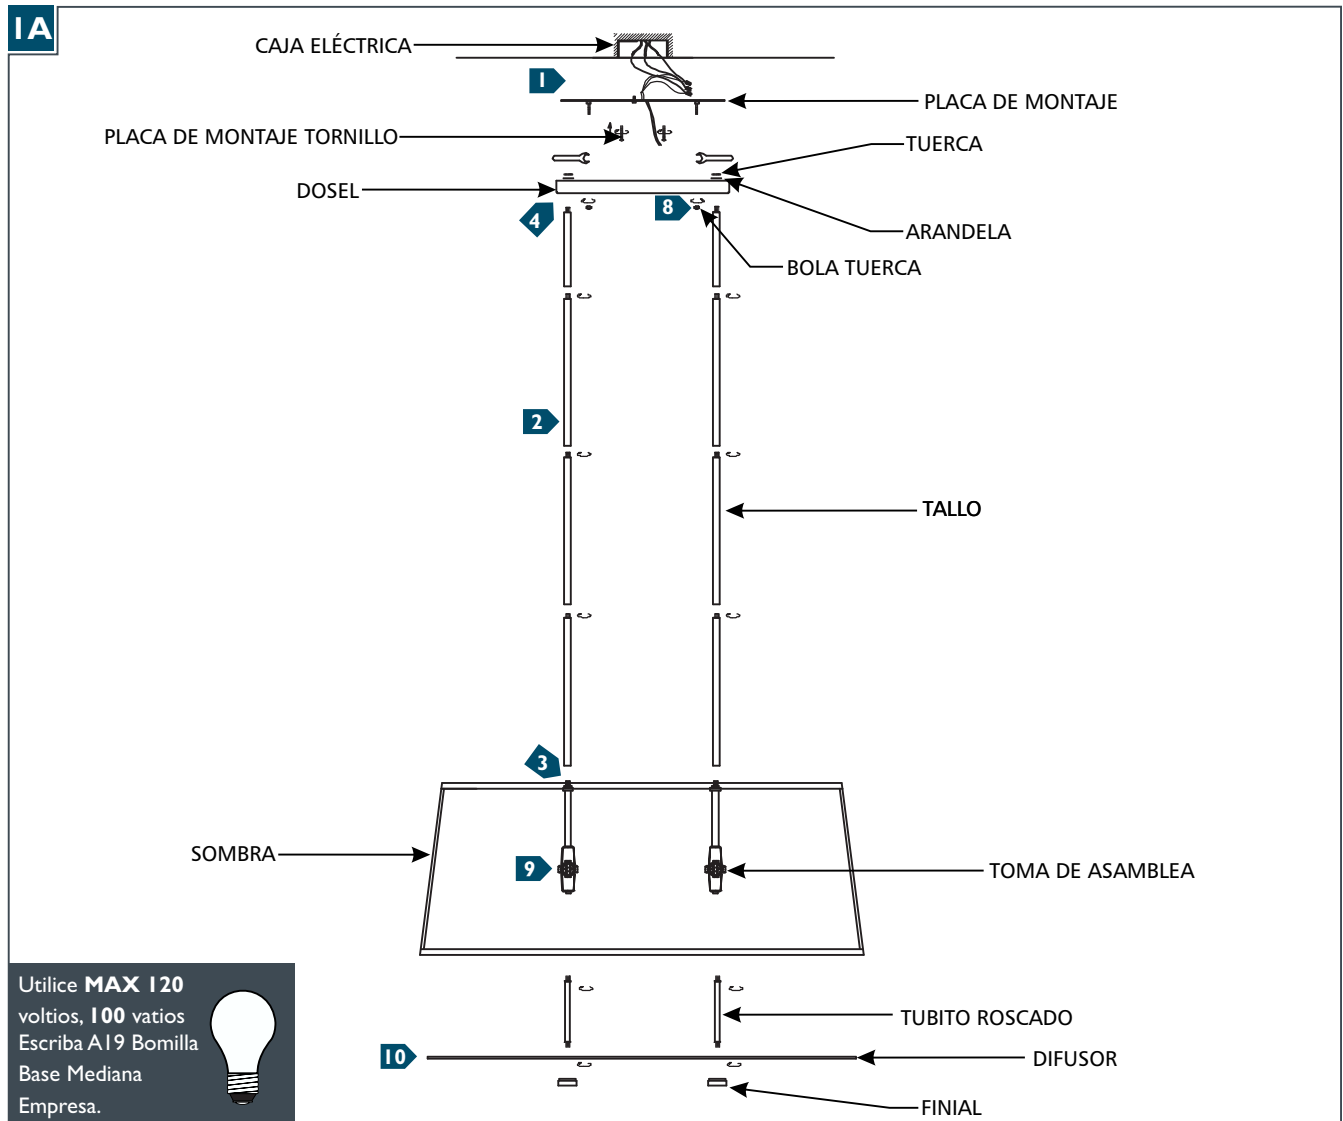 1A
CAJA ELÉCTRICA
1
PLACA DE MONTAJE
PLACA DE MONTAJE TORNILLO
TUERCA
DOSEL
4
8
ARANDELA
BOLA TUERCA
2
TALLO
3
SOMBRA
9
TOMA DE ASAMBLEA
Utilice MAX 120
voltios, 100 vatios
Escriba A19 Bomilla
Base Mediana
Empresa.
TUBITO ROSCADO
10
DIFUSOR
FINIAL